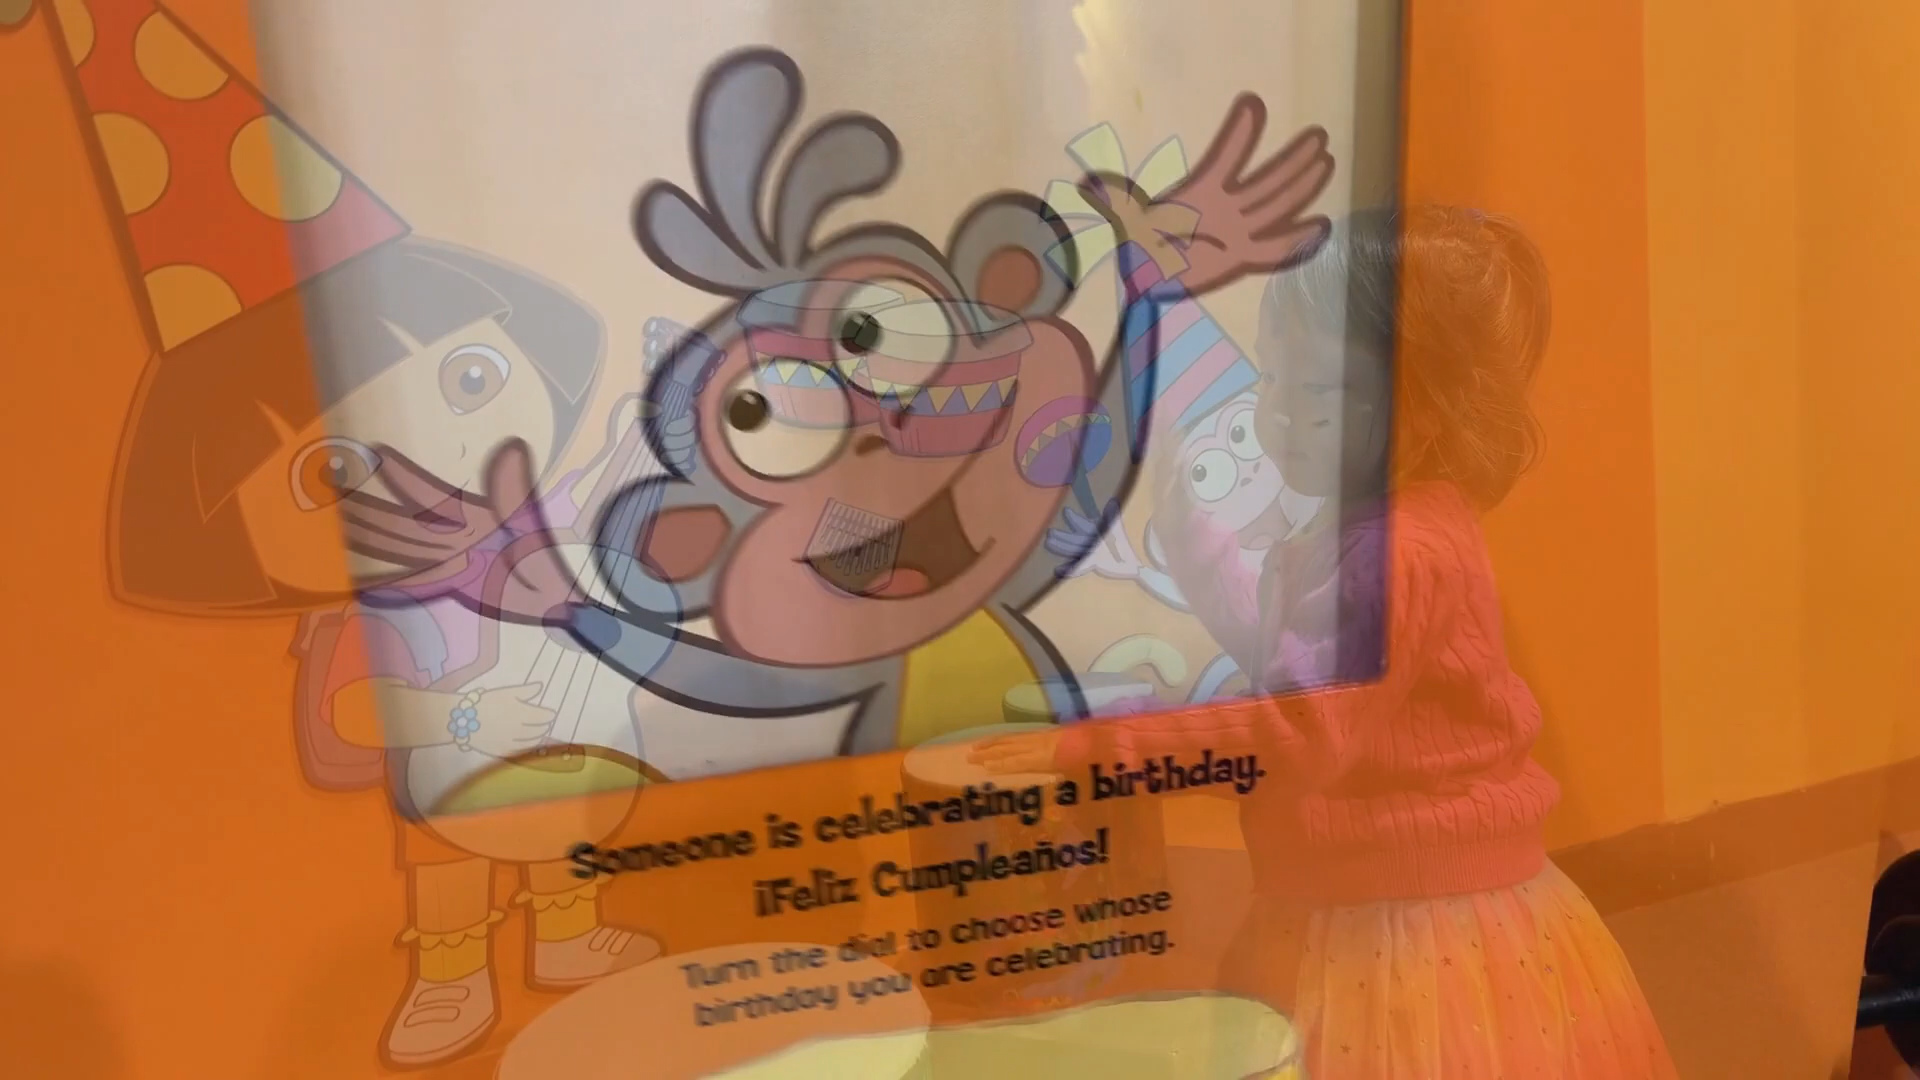 Someone is celebrating a birthday.
¡Feliz Cumpleaños!
Turn the dial to choose whose
birthday you are celebrating.